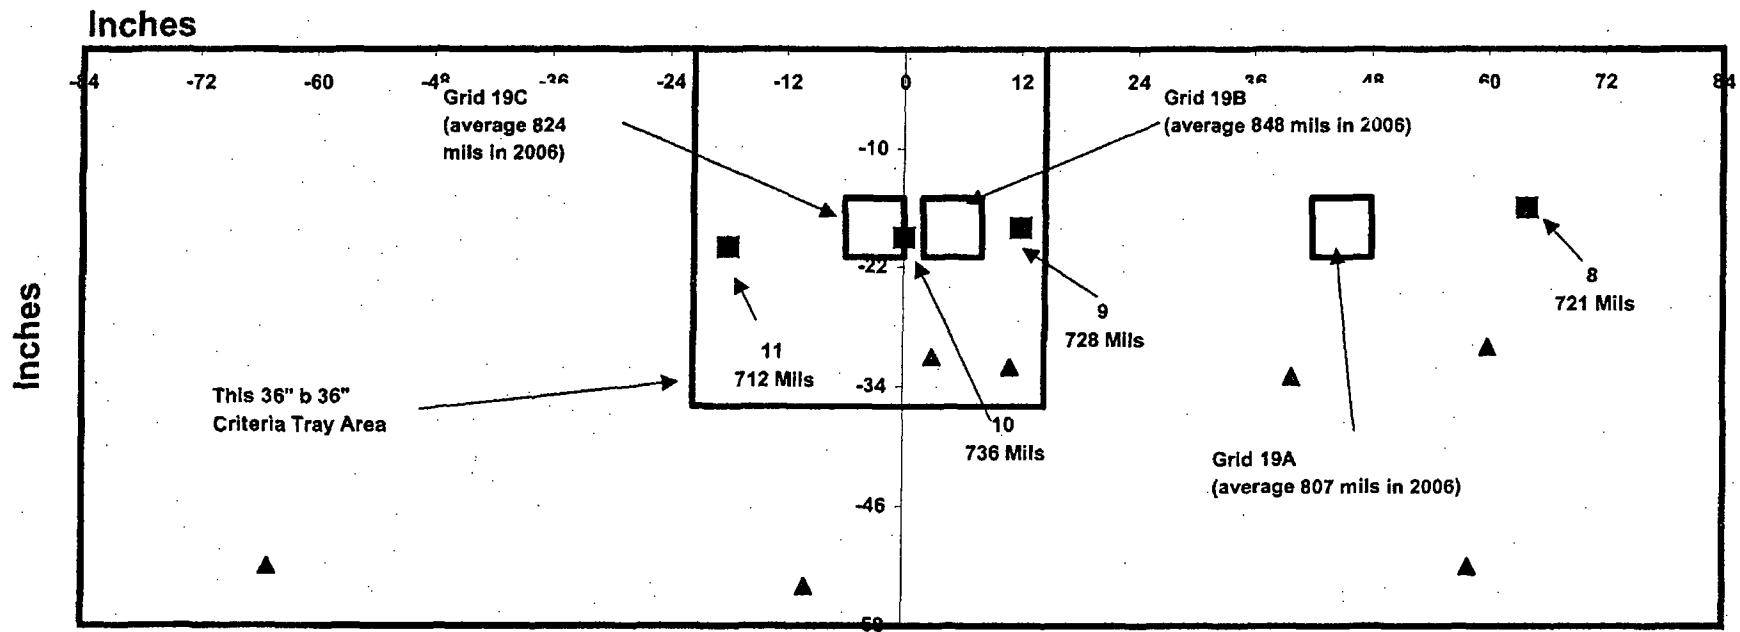 Inches
-84 -72 -60 -48 -36 -24 -12 0 12 24 36 48 60 72 84
Grid 19C
(average 824
mils in 2006)
Grid 19B
(average 848 mils in 2006)
-10
-22
8
721 Mils
9
728 Mils
Inches
11
712 Mils
-34
This 36" b 36"
Criteria Tray Area
10
736 Mils
Grid 19A
(average 807 mils in 2006)
-46
-58